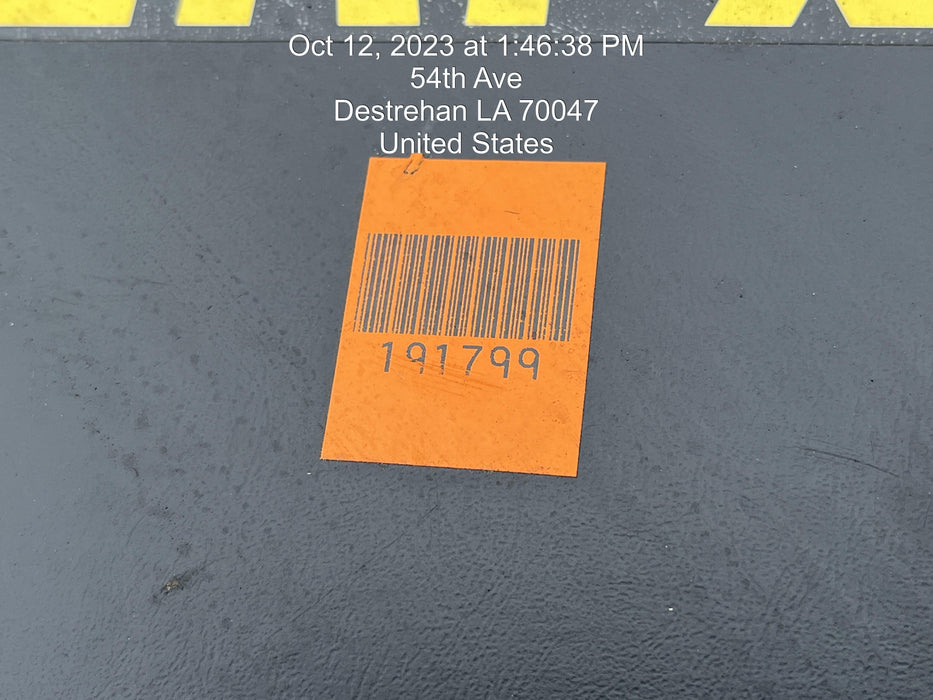 Oct 12, 2023 at 1:46:38 PM
54th Ave
Destrehan LA 70047
United States
191799